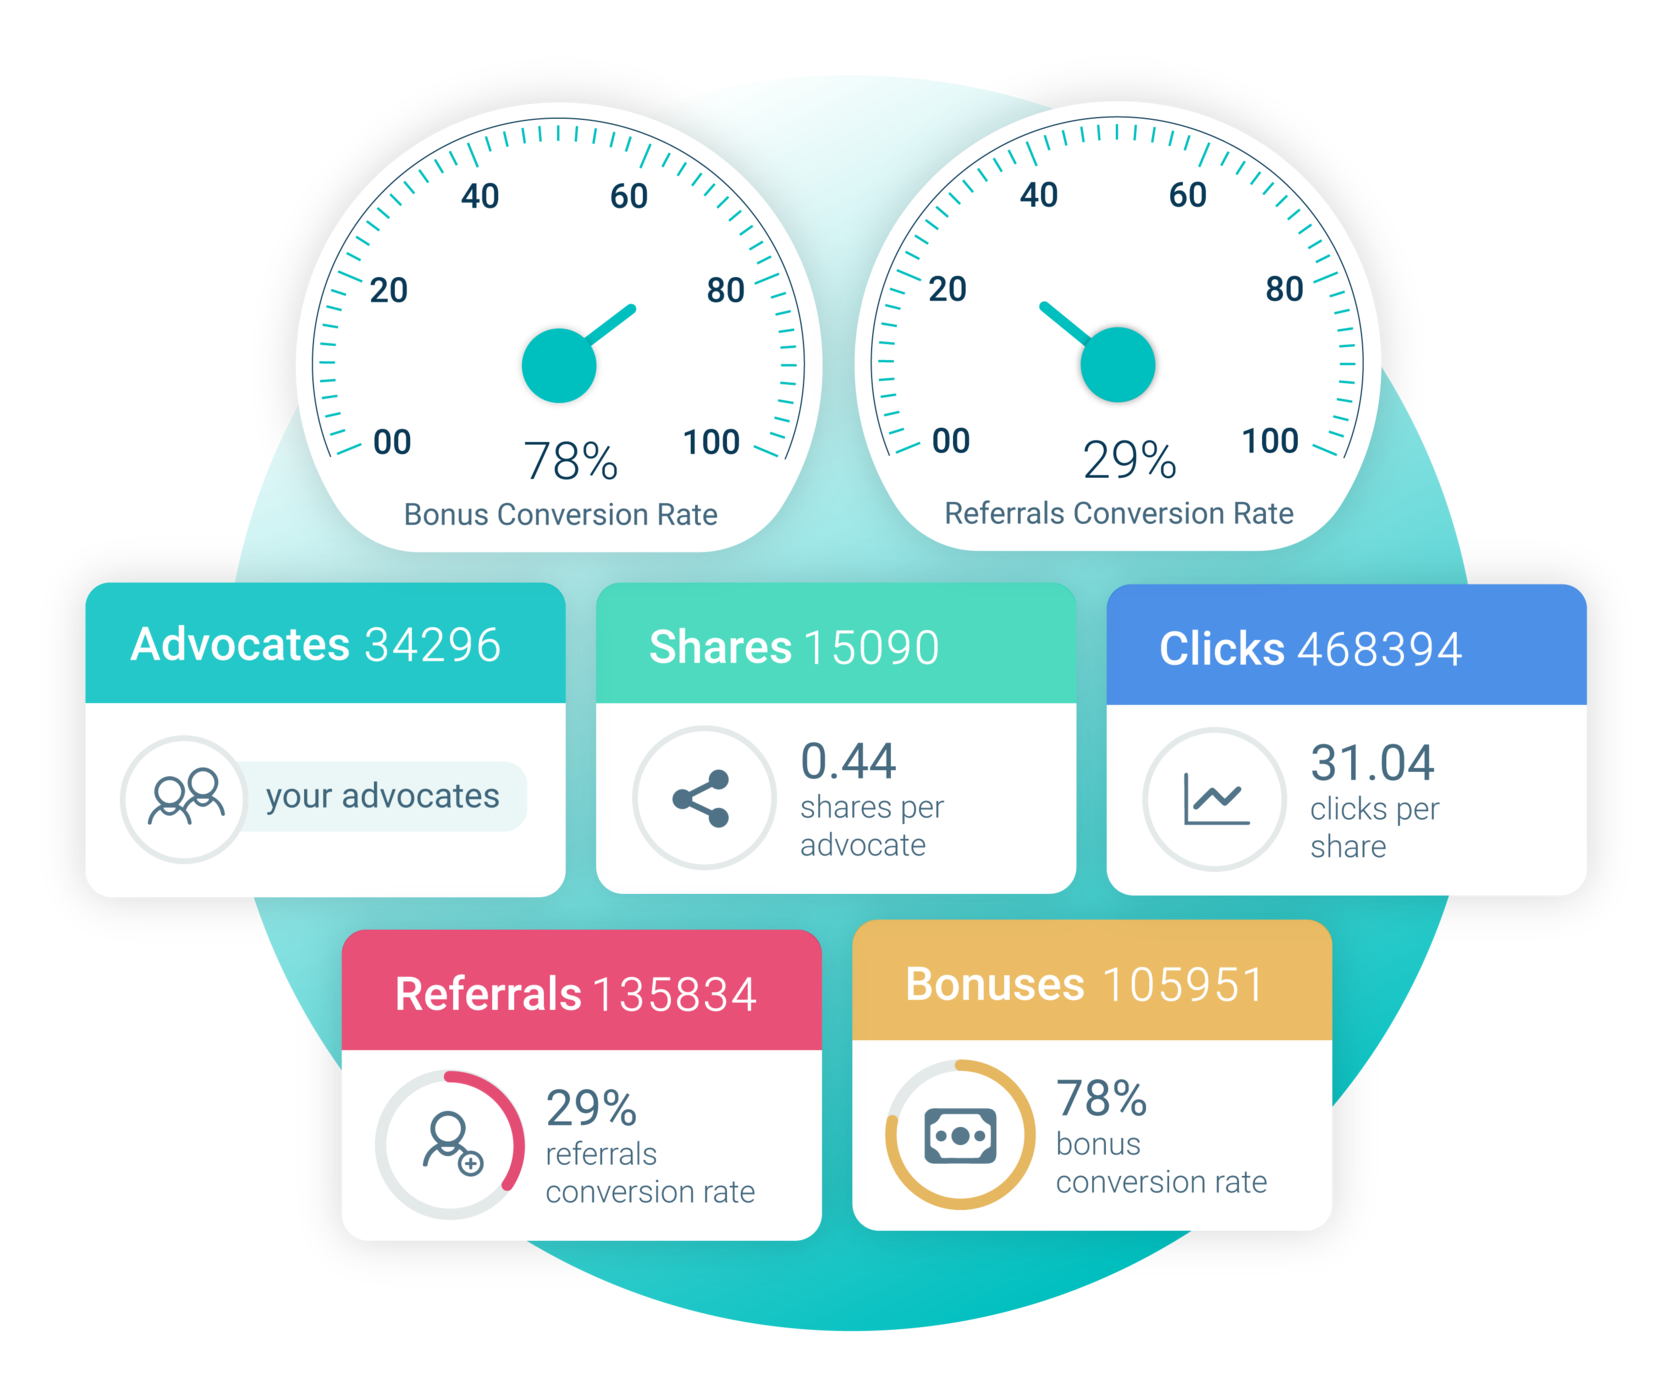 40 60
20 80
00 100
78%
Bonus Conversion Rate
40 60
20 80
00 100
29%
Referrals Conversion Rate
Advocates 34296
your advocates
Shares 15090
0.44
shares per
advocate
Clicks 468394
31.04
clicks per
share
Referrals 135834
29%
referrals
conversion rate
Bonuses 105951
78%
bonus
conversion rate